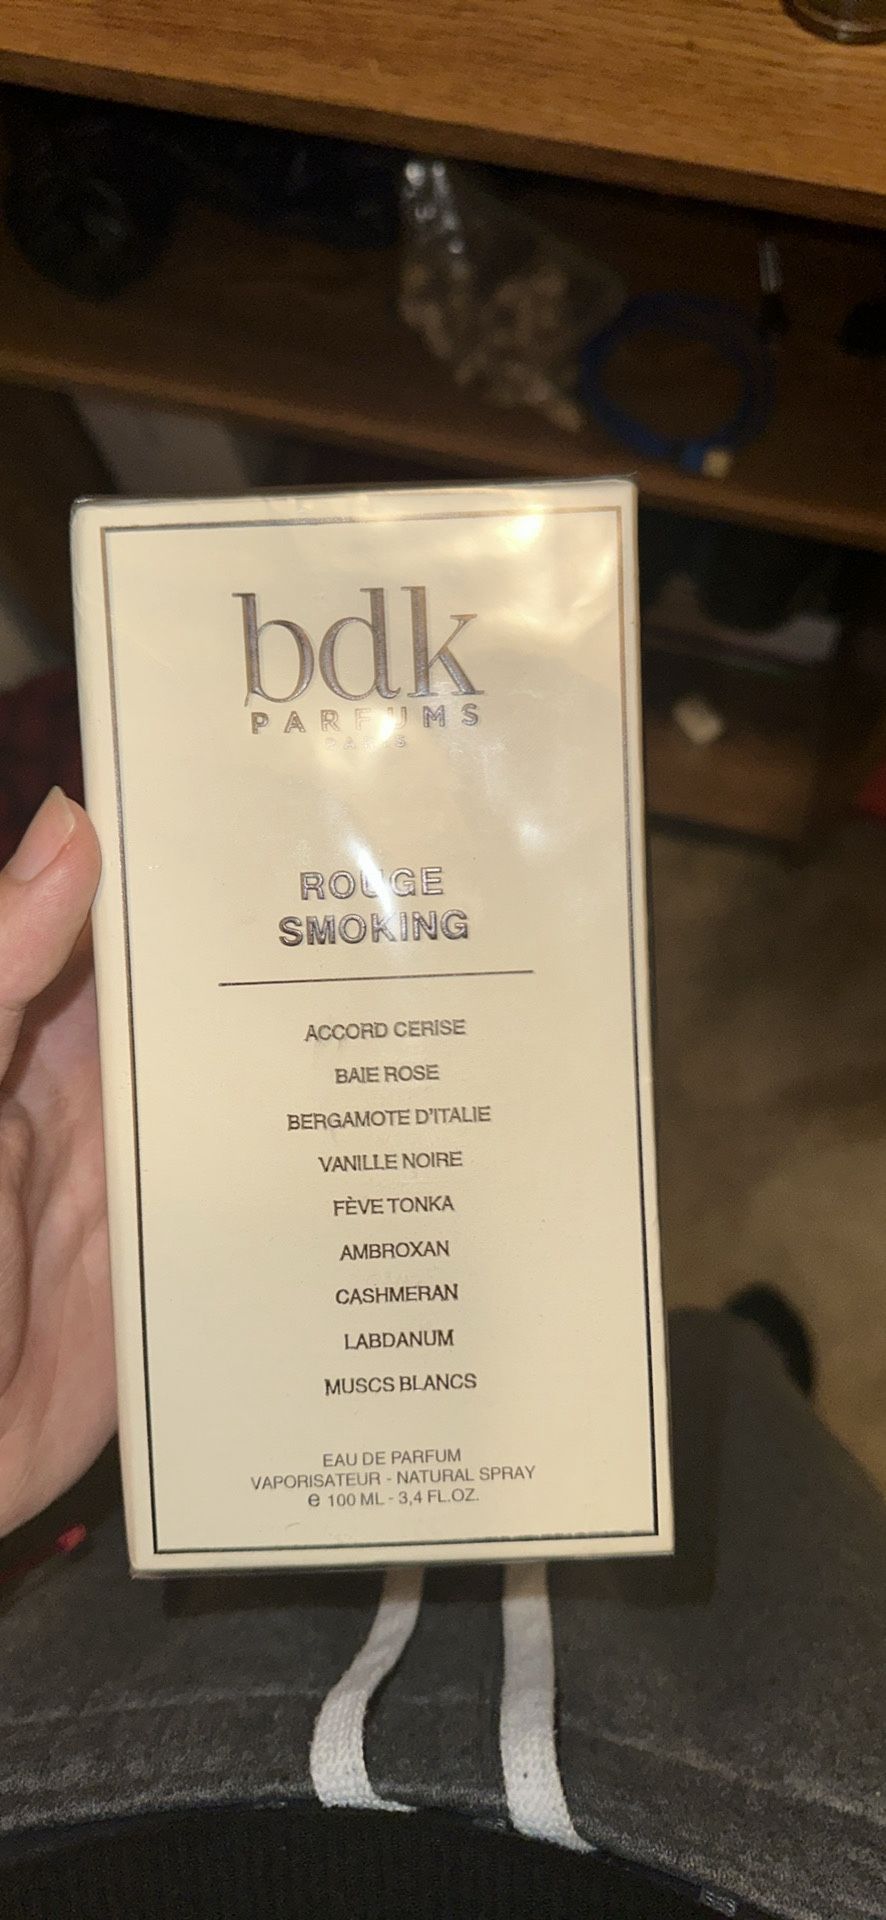 bdk
PARFUMS
PARIS
ROUGE
SMOKING
ACCORD CERISE
BAIE ROSE
BERGAMOTE D'ITALIE
VANILLE NOIRE
FÈVE TONKA
AMBROXAN
CASHMERAN
LABDANUM
MUSCS BLANCS
EAU DE PARFUM
VAPORISATEUR - NATURAL SPRAY
e 100 ML - 3,4 FL.OZ.